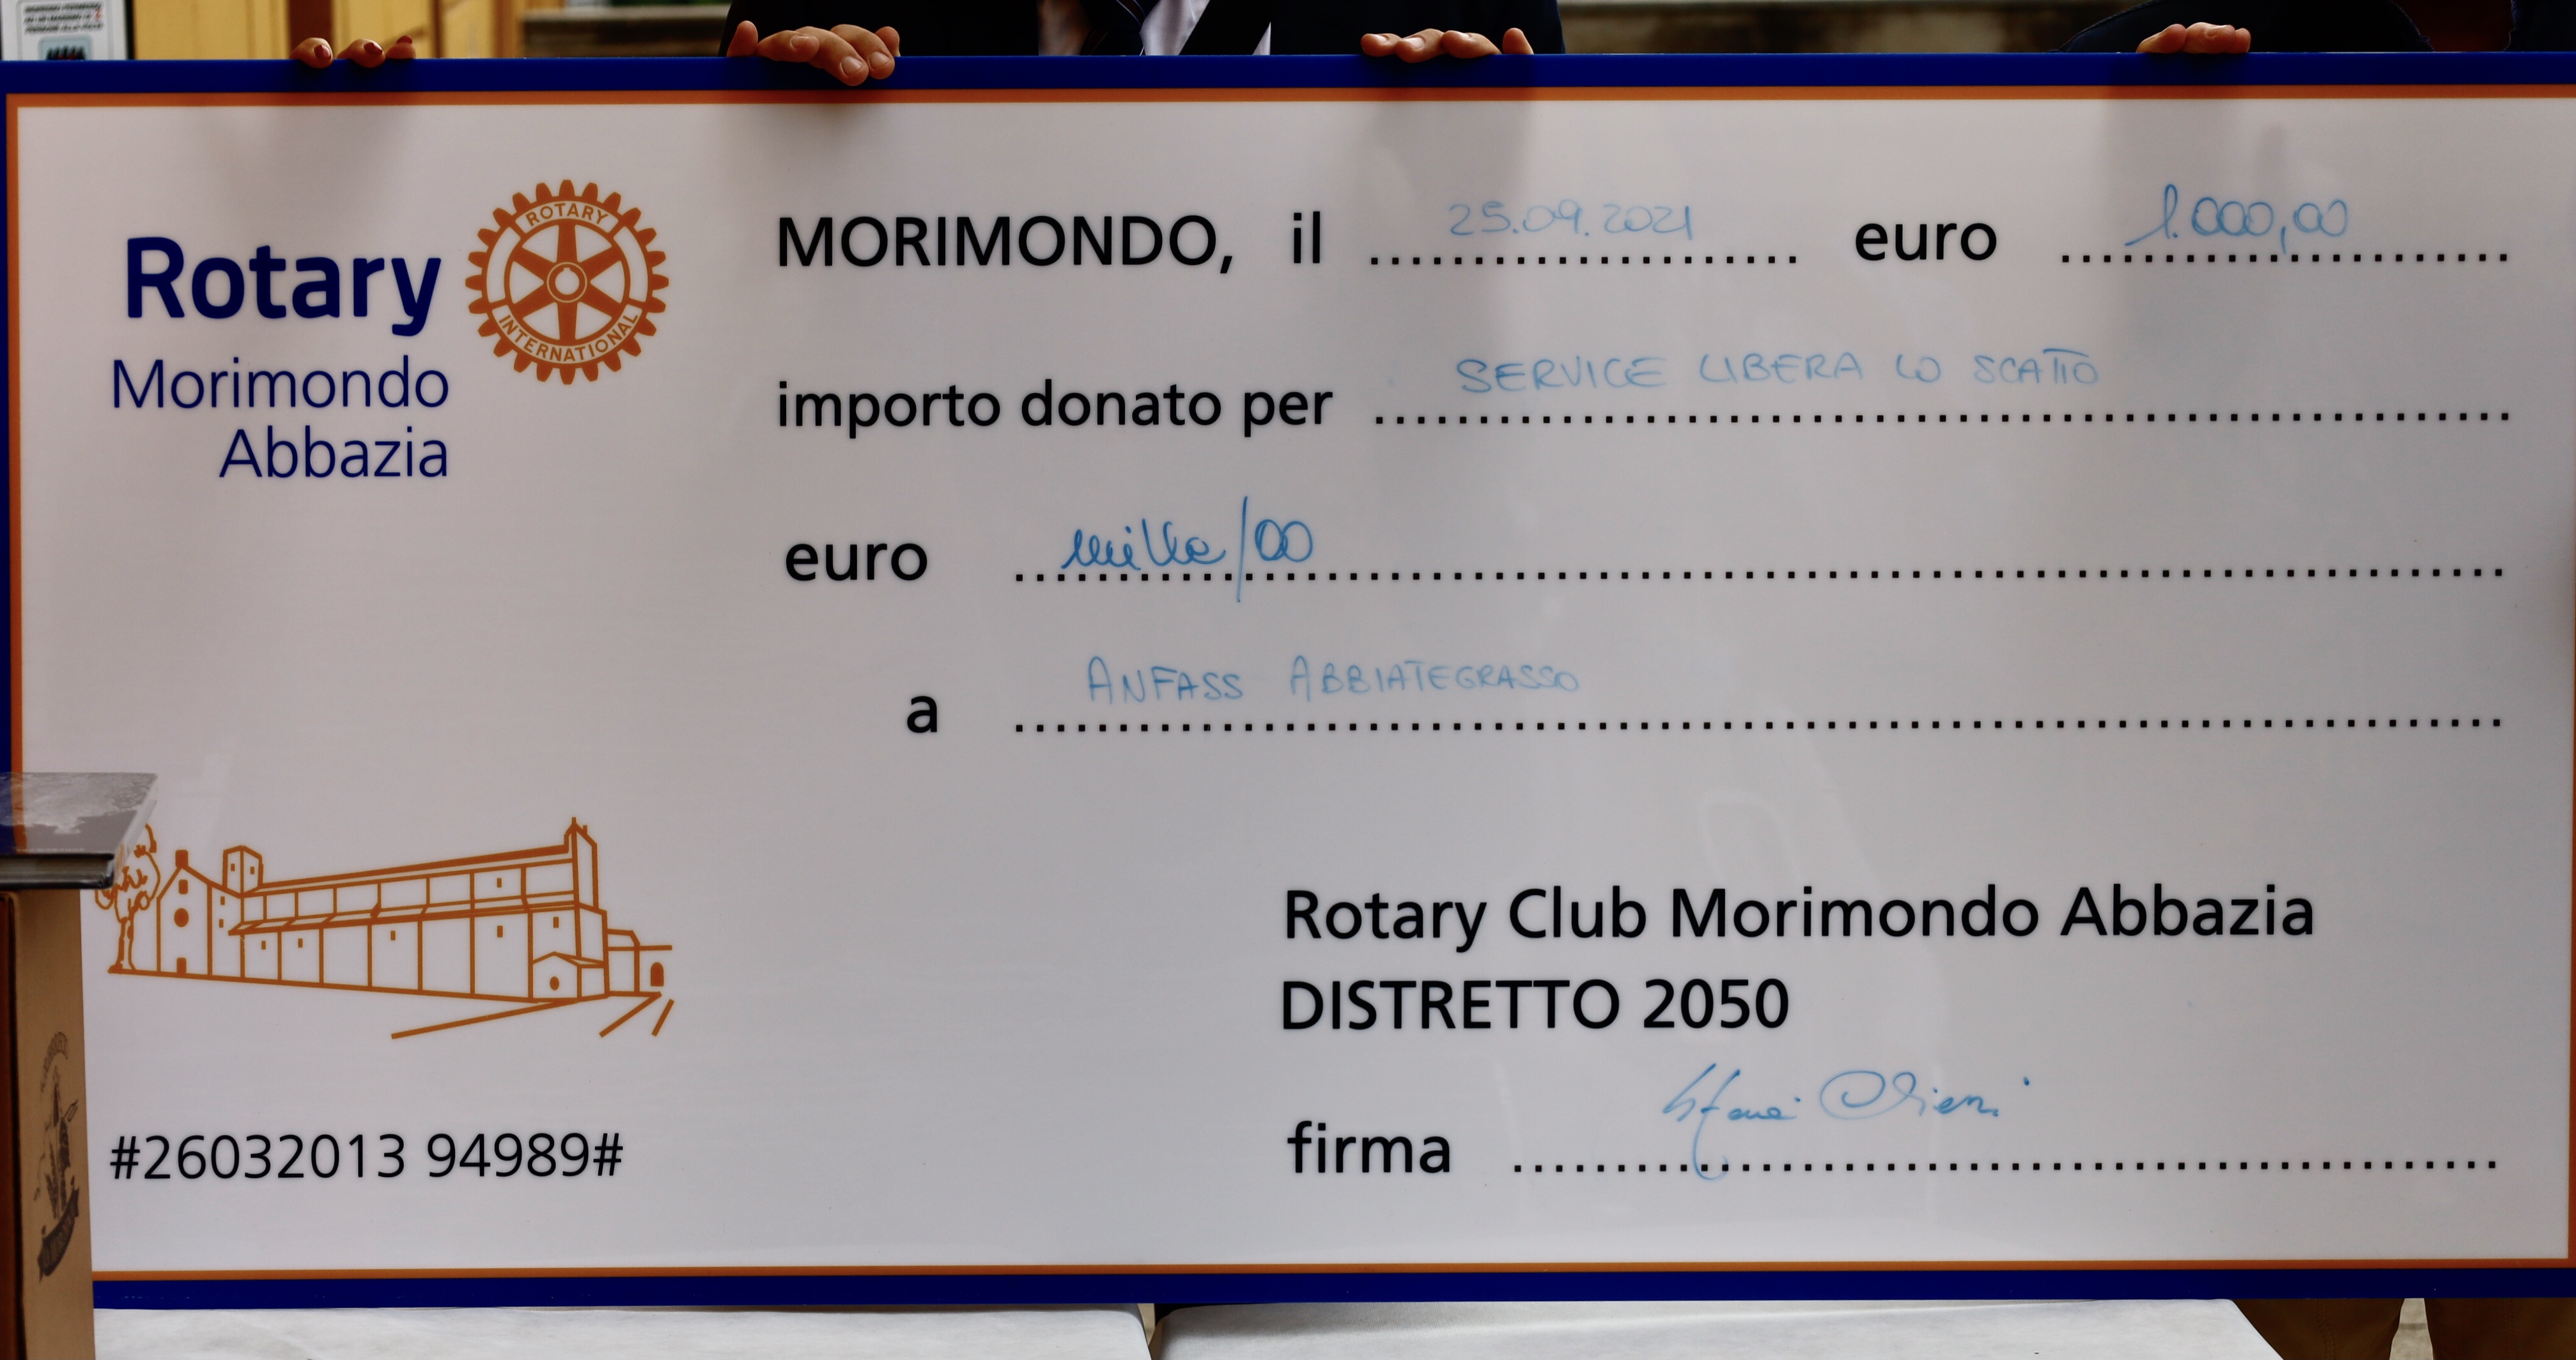 Rotary
Morimondo
Abbazia
ROTARY
INTERNATIONAL
MORIMONDO, il 25.09.2021 euro 1.000,00
importo donato per SERVICE LIBERA LO SCATTO
euro mille/00
a ANFASS ABBIATEGRASSO
Rotary Club Morimondo Abbazia
DISTRETTO 2050
firma
#26032013 94989#